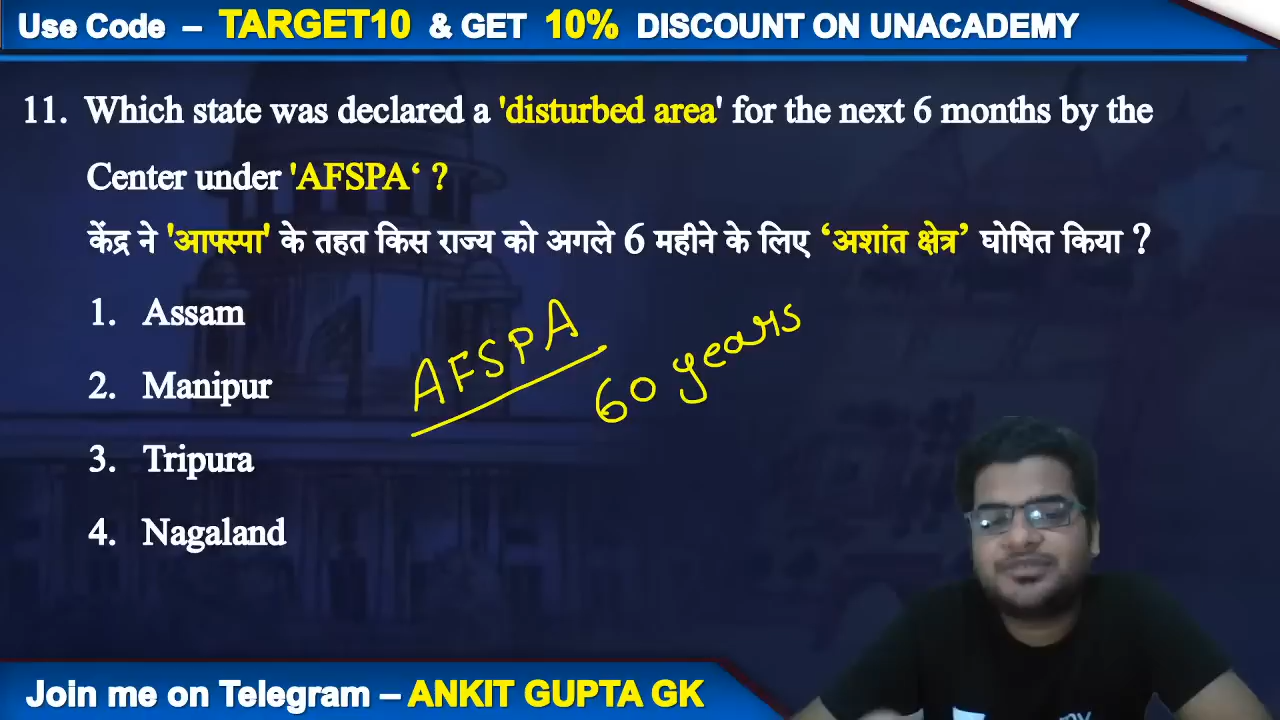 Use Code – TARGET10 & GET 10% DISCOUNT ON UNACADEMY
11. Which state was declared a 'disturbed area' for the next 6 months by the
Center under 'AFSPA‘ ?
केंद्र ने 'आफ्स्पा' के तहत किस राज्य को अगले 6 महीने के लिए ‘अशांत क्षेत्र’ घोषित किया ?
1. Assam
2. Manipur
3. Tripura
4. Nagaland
AFSPA
60 years
Join me on Telegram – ANKIT GUPTA GK